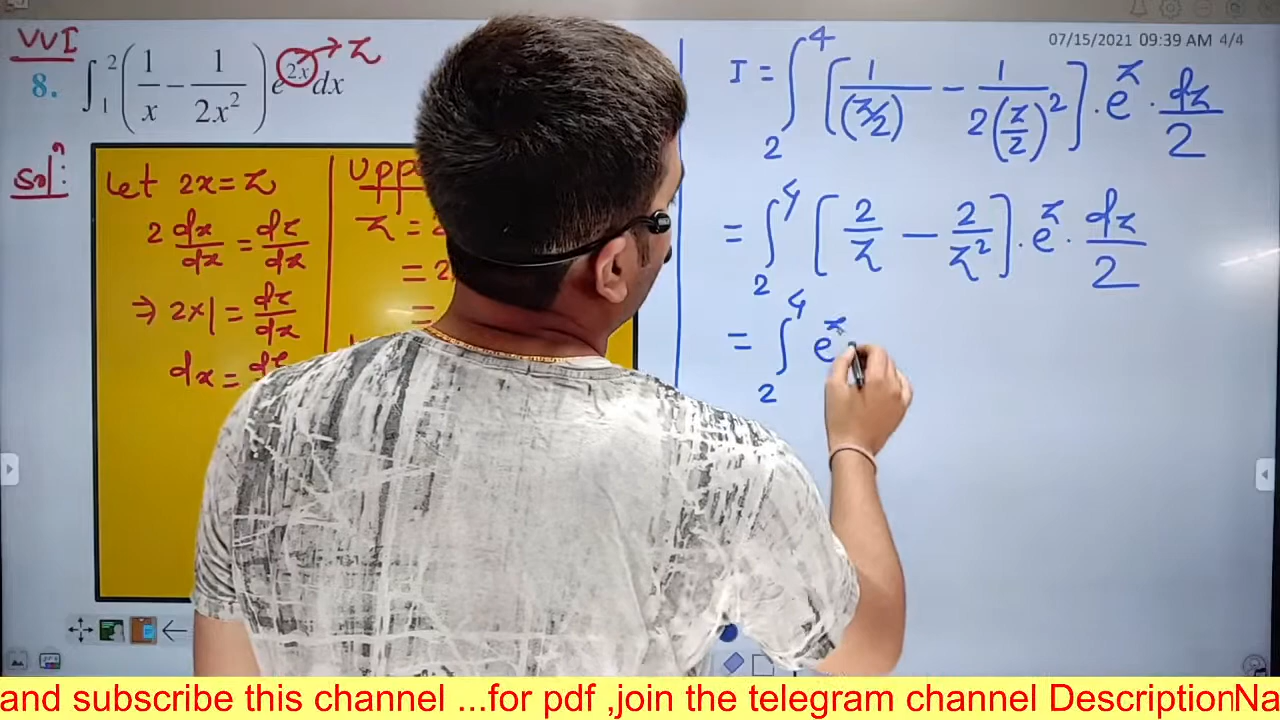 VVI
8. ∫₁² (1/x − 1/2x²) e^(2x) dx → z
Solⁿ:
Let 2x = z
2 dx/dx = dz/dx
⇒ 2×1 = dz/dx
dx =
Upp
z =
= 2
=
07/15/2021 09:39 AM 4/4
I = ∫₂⁴ [1/(z/2) − 1/2(z/2)²] . e^z . dz/2
= ∫₂⁴ [2/z − 2/z²] . e^z . dz/2
= ∫₂⁴ e^z
and subscribe this channel ...for pdf ,join the telegram channel DescriptionNa